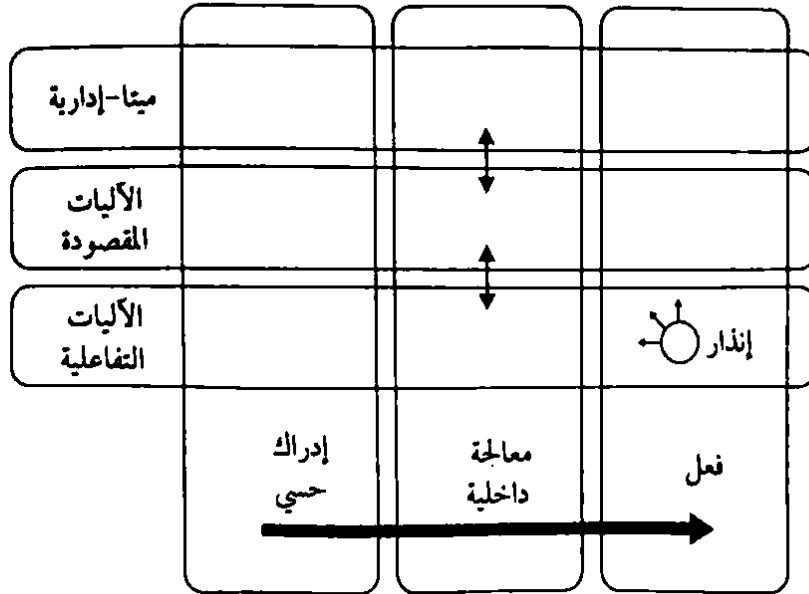 ميتا-إدارية
الآليات
المقصودة
الآليات
التفاعلية
إنذار
إدراك
حسي
معالجة
داخلية
فعل